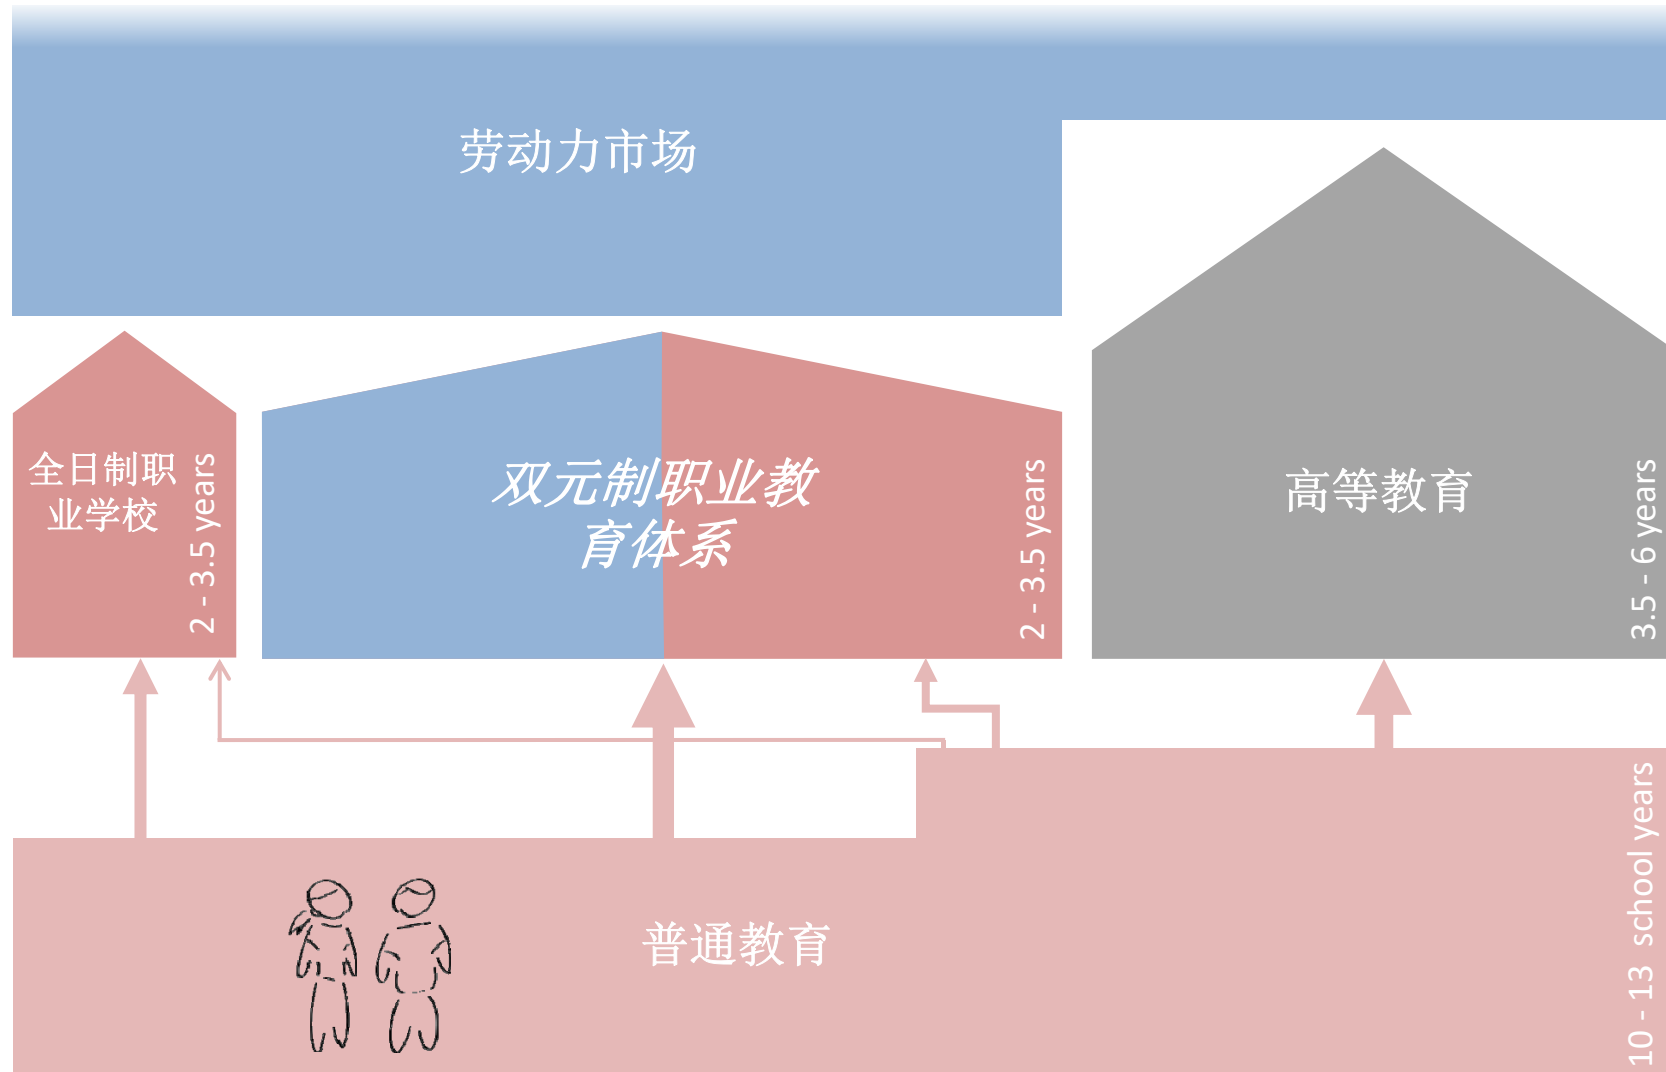 劳动力市场
全日制职
业学校
2 - 3.5 years
双元制职业教
育体系
2 - 3.5 years
高等教育
3.5 - 6 years
普通教育
10 - 13 school years